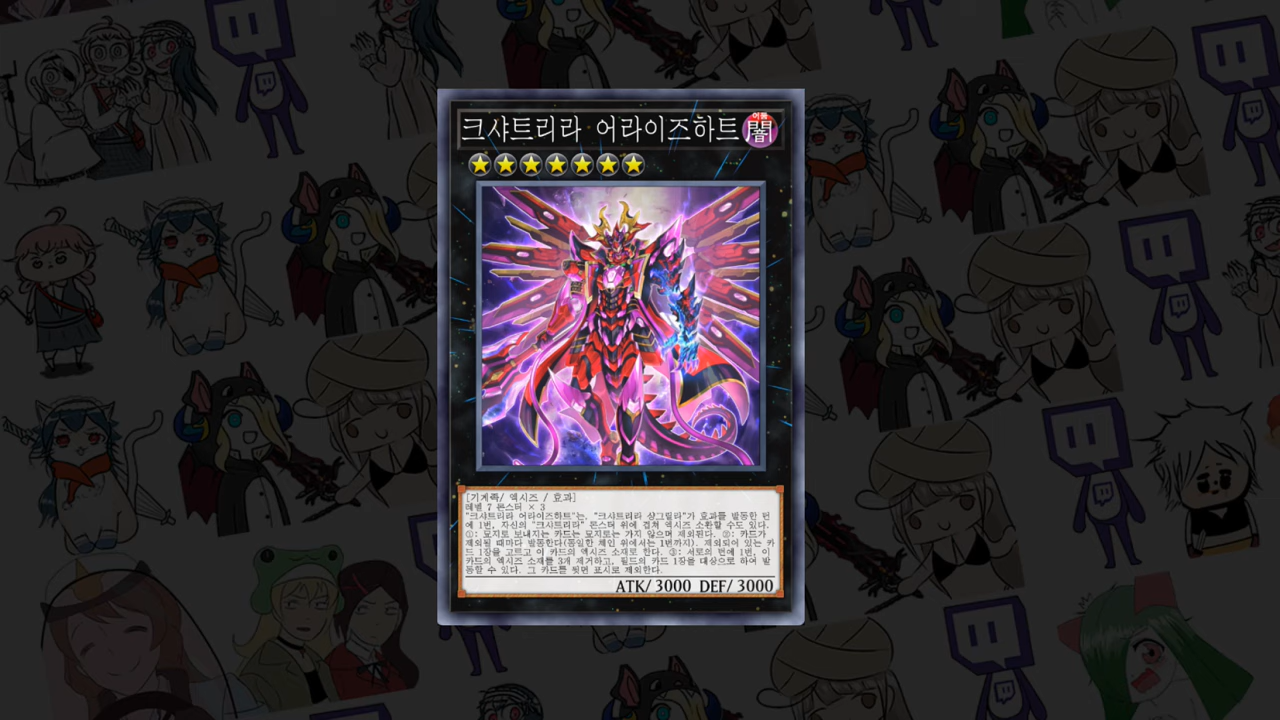 크샤트리라 어라이즈하트
어둠
闇
[기계족/ 엑시즈 / 효과]
레벨 7 몬스터 × 3
"크샤트리라 어라이즈하트"는, "크샤트리라 샹그릴라"가 효과를 발동한 턴
에 1번, 자신의 "크샤트리라" 몬스터 위에 겹쳐 엑시즈 소환할 수도 있다.
①: 묘지로 보내지는 카드는 묘지로는 가지 않으며 제외된다. ②: 카드가
제외될 때마다 발동한다(동일한 체인 위에서는 1번까지). 제외되어 있는 카
드 1장을 고르고 이 카드의 엑시즈 소재로 한다. ③: 서로의 턴에 1번, 이
카드의 엑시즈 소재를 3개 제거하고, 필드의 카드 1장을 대상으로 하여 발
동할 수 있다. 그 카드를 뒷면 표시로 제외한다.
ATK/ 3000 DEF/ 3000